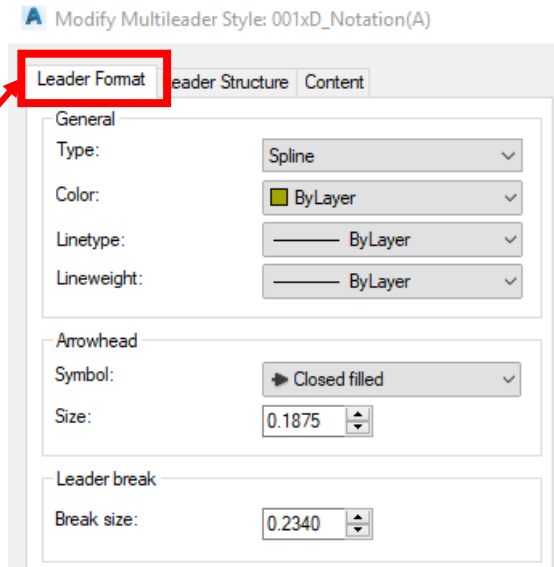 A Modify Multileader Style: 001xD_Notation(A)
Leader Format Leader Structure Content
General
Type: Spline
Color: ByLayer
Linetype: ByLayer
Lineweight: ByLayer
Arrowhead
Symbol: Closed filled
Size: 0.1875
Leader break
Break size: 0.2340